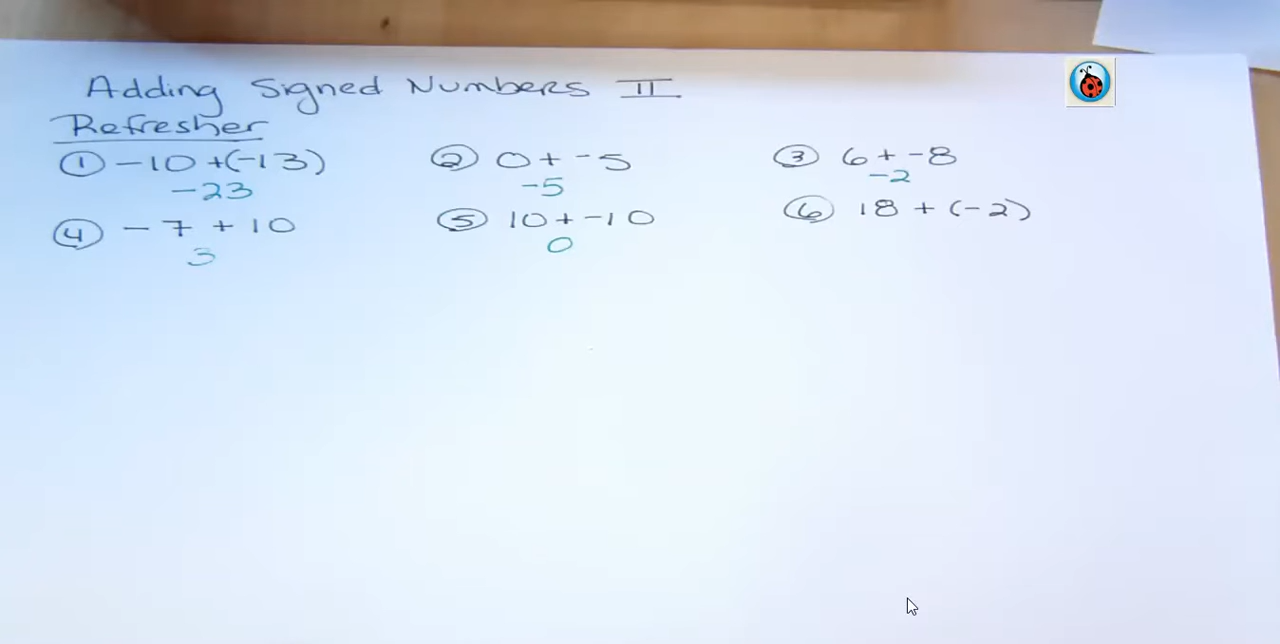 Adding Signed Numbers II
Refresher
① -10 +(-13) ② 0 + -5 ③ 6 + -8
-23 -5 -2
④ -7 + 10 ⑤ 10 + -10 ⑥ 18 + (-2)
3 0